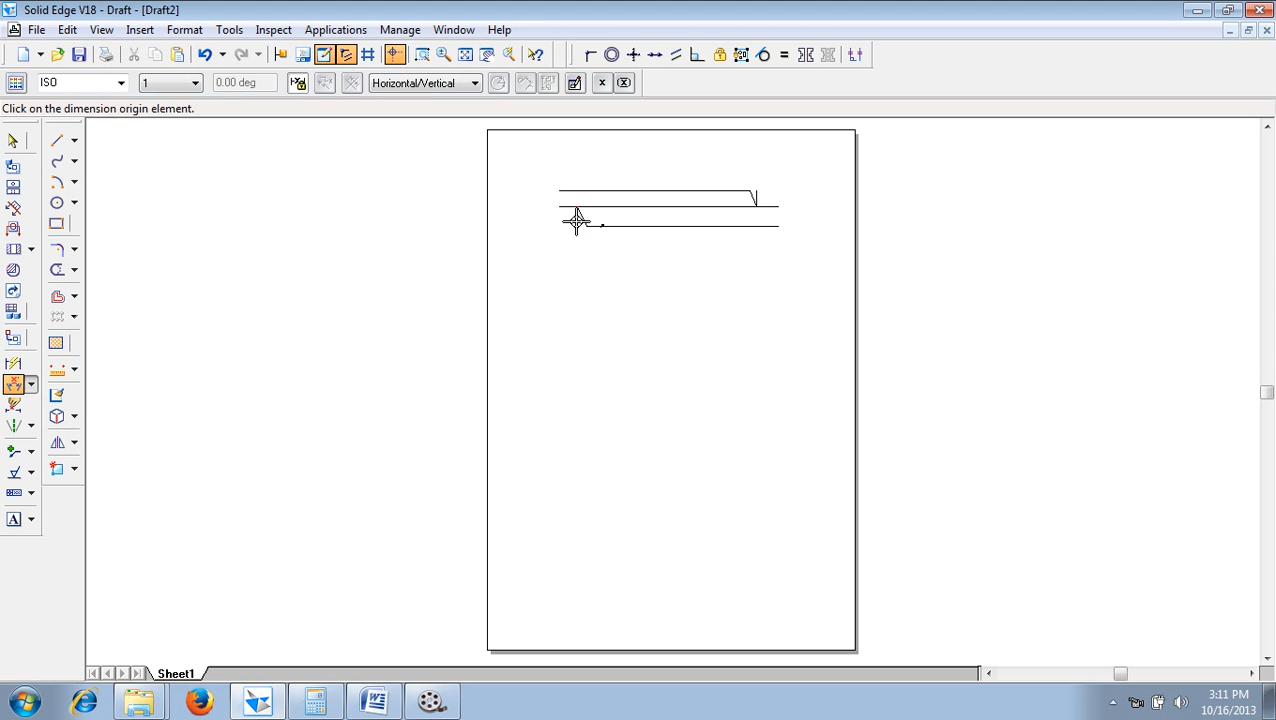 Solid Edge V18 - Draft - [Draft2]
File Edit View Insert Format Tools Inspect Applications Manage Window Help
ISO 1 0.00 deg Horizontal/Vertical
Click on the dimension origin element.
A
Sheet1
3:11 PM
10/16/2013